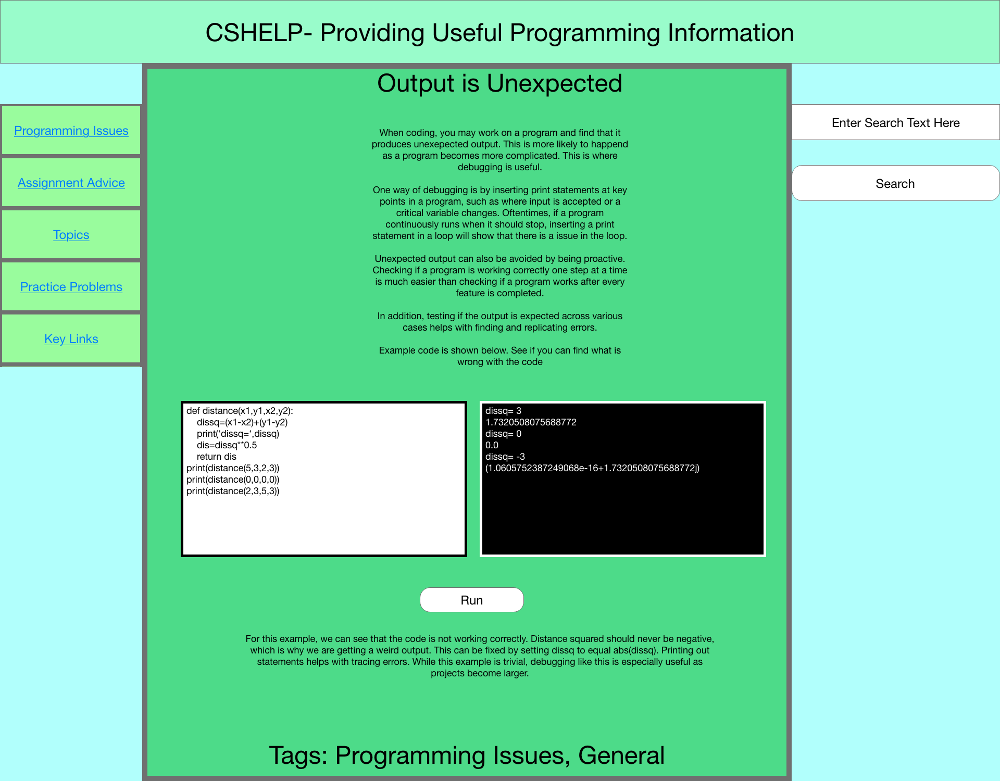 CSHELP- Providing Useful Programming Information
Output is Unexpected
Programming Issues
Assignment Advice
Topics
Practice Problems
Key Links
Enter Search Text Here
Search
When coding, you may work on a program and find that it
produces unexepected output. This is more likely to happend
as a program becomes more complicated. This is where
debugging is useful.
One way of debugging is by inserting print statements at key
points in a program, such as where input is accepted or a
critical variable changes. Oftentimes, if a program
continuously runs when it should stop, inserting a print
statement in a loop will show that there is a issue in the loop.
Unexpected output can also be avoided by being proactive.
Checking if a program is working correctly one step at a time
is much easier than checking if a program works after every
feature is completed.
In addition, testing if the output is expected across various
cases helps with finding and replicating errors.
Example code is shown below. See if you can find what is
wrong with the code
def distance(x1,y1,x2,y2):
    dissq=(x1-x2)+(y1-y2)
    print(‘dissq=‘,dissq)
    dis=dissq**0.5
    return dis
print(distance(5,3,2,3))
print(distance(0,0,0,0))
print(distance(2,3,5,3))
dissq= 3
1.7320508075688772
dissq= 0
0.0
dissq= -3
(1.0605752387249068e-16+1.7320508075688772j)
Run
For this example, we can see that the code is not working correctly. Distance squared should never be negative,
which is why we are getting a weird output. This can be fixed by setting dissq to equal abs(dissq). Printing out
statements helps with tracing errors. While this example is trivial, debugging like this is especially useful as
projects become larger.
Tags: Programming Issues, General